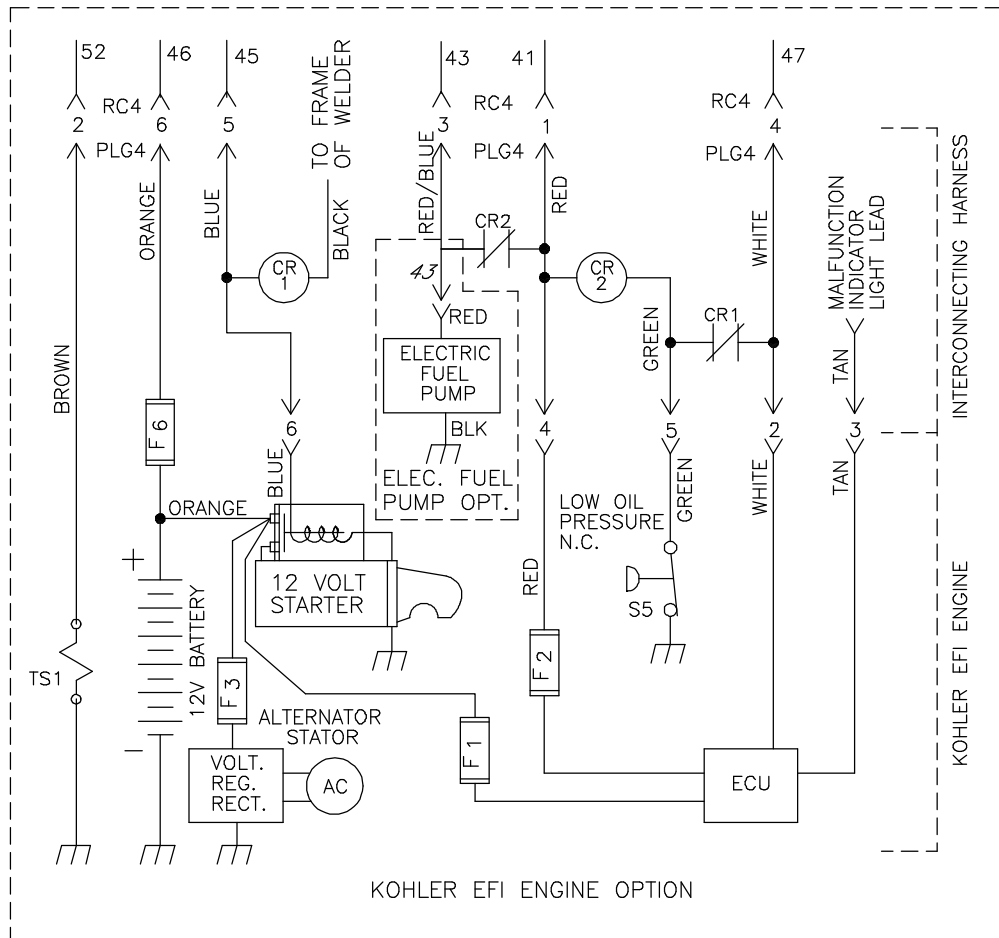 52
46
45
43
41
47
RC4
RC4
RC4
2
6
5
3
1
4
PLG4
PLG4
PLG4
TO FRAME
OF WELDER
ORANGE
BLUE
BLACK
RED/BLUE
RED
WHITE
CR2
CR
1
CR
2
CR1
43
RED
ELECTRIC
FUEL
PUMP
BLK
ELEC. FUEL
PUMP OPT.
GREEN
MALFUNCTION
INDICATOR
LIGHT LEAD
TAN
INTERCONNECTING HARNESS
BROWN
F 6
6
4
5
2
3
BLUE
ORANGE
12 VOLT
STARTER
RED
LOW OIL
PRESSURE
N.C.
GREEN
WHITE
TAN
S5
+
12V BATTERY
–
TS1
F 3
F 2
F 1
ALTERNATOR
STATOR
VOLT.
REG.
RECT.
AC
ECU
KOHLER EFI ENGINE
KOHLER EFI ENGINE OPTION